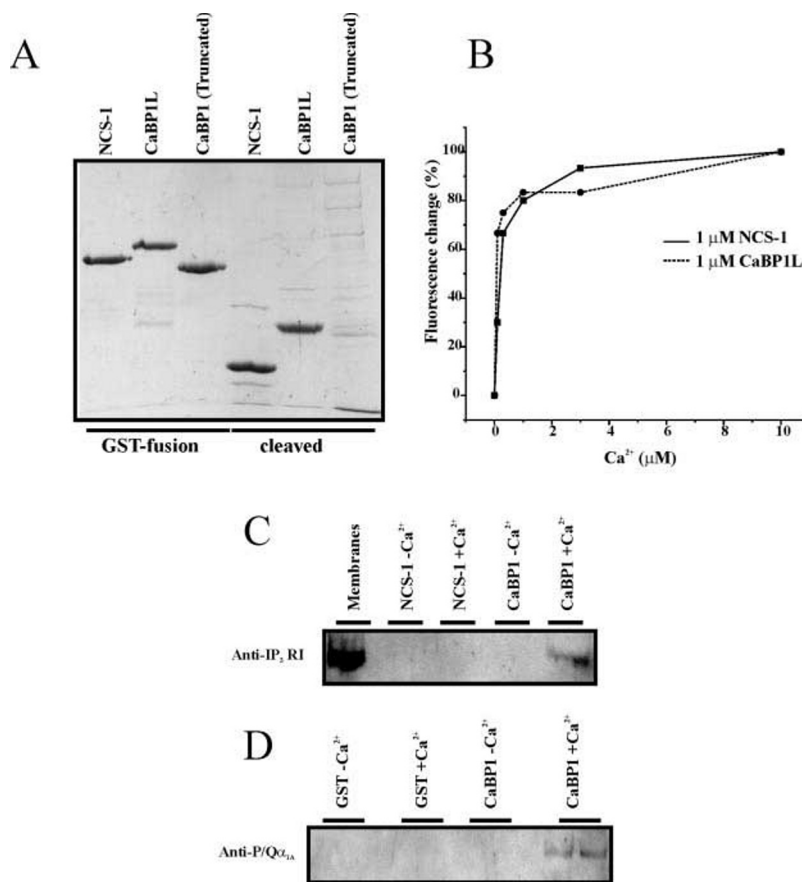 A
NCS-1
CaBP1L
CaBP1 (Truncated)
NCS-1
CaBP1L
CaBP1 (Truncated)
GST-fusion
cleaved
B
Fluorescence change (%)
100
80
60
40
20
0
0
2
4
6
8
10
Ca²⁺ (μM)
1 μM NCS-1
1 μM CaBP1L
C
Membranes
NCS-1 -Ca²⁺
NCS-1 +Ca²⁺
CaBP1 -Ca²⁺
CaBP1 +Ca²⁺
Anti-IP₃ RI
D
GST -Ca²⁺
GST +Ca²⁺
CaBP1 -Ca²⁺
CaBP1 +Ca²⁺
Anti-P/Qα₁ₐ